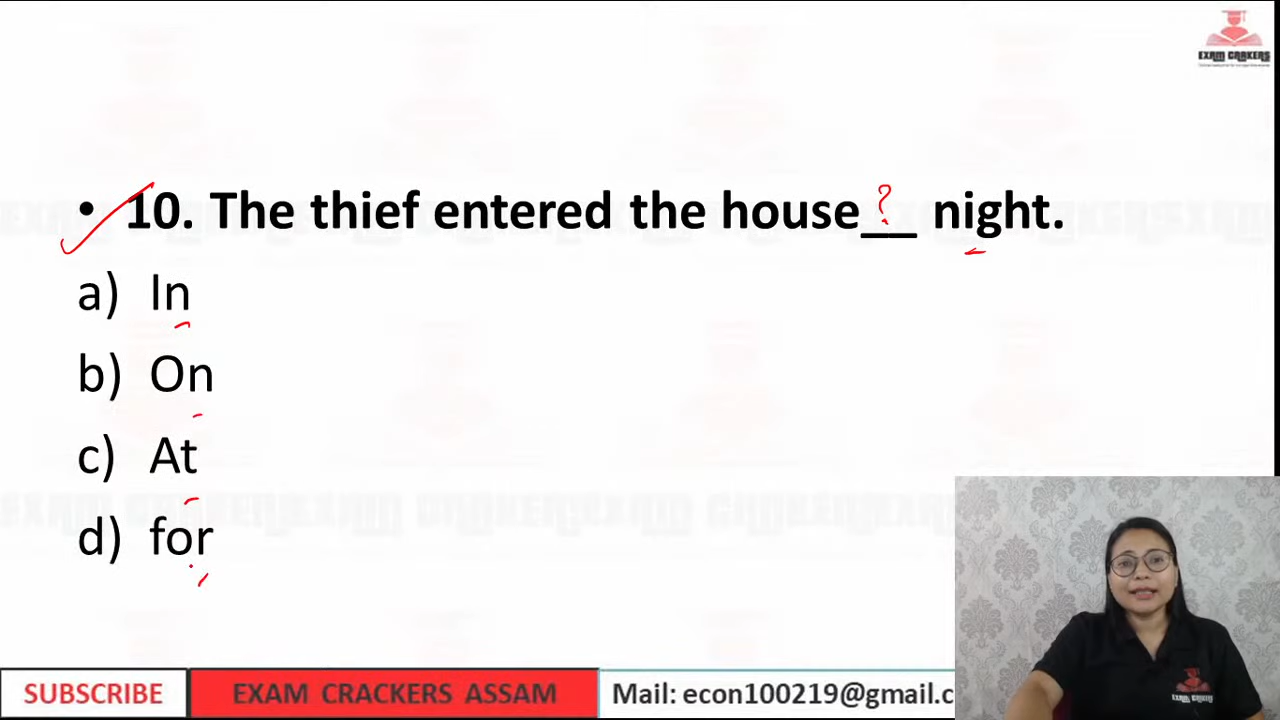 EXAM CRAKERS
• 10. The thief entered the house__ night.
?
a) In
b) On
c) At
d) for
SUBSCRIBE
EXAM CRACKERS ASSAM
Mail: econ100219@gmail.c